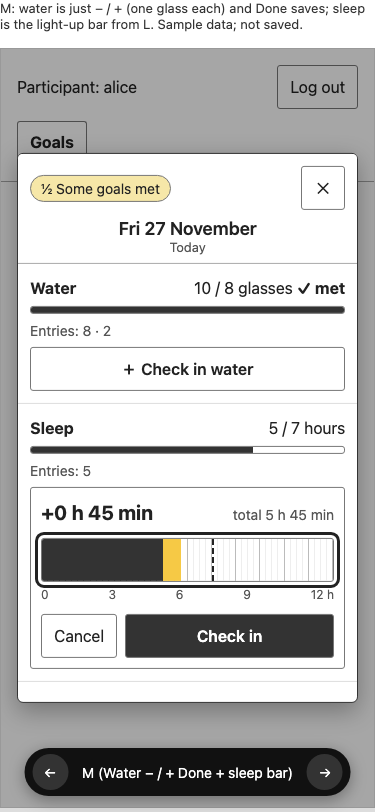 M: water is just – / + (one glass each) and Done saves; sleep
is the light-up bar from L. Sample data; not saved.
Participant: alice
Log out
Goals
½ Some goals met
×
Fri 27 November
Today
Water 10 / 8 glasses ✓ met
Entries: 8 · 2
+ Check in water
Sleep 5 / 7 hours
Entries: 5
+0 h 45 min total 5 h 45 min
0 3 6 9 12 h
Cancel Check in
← M (Water – / + Done + sleep bar) →